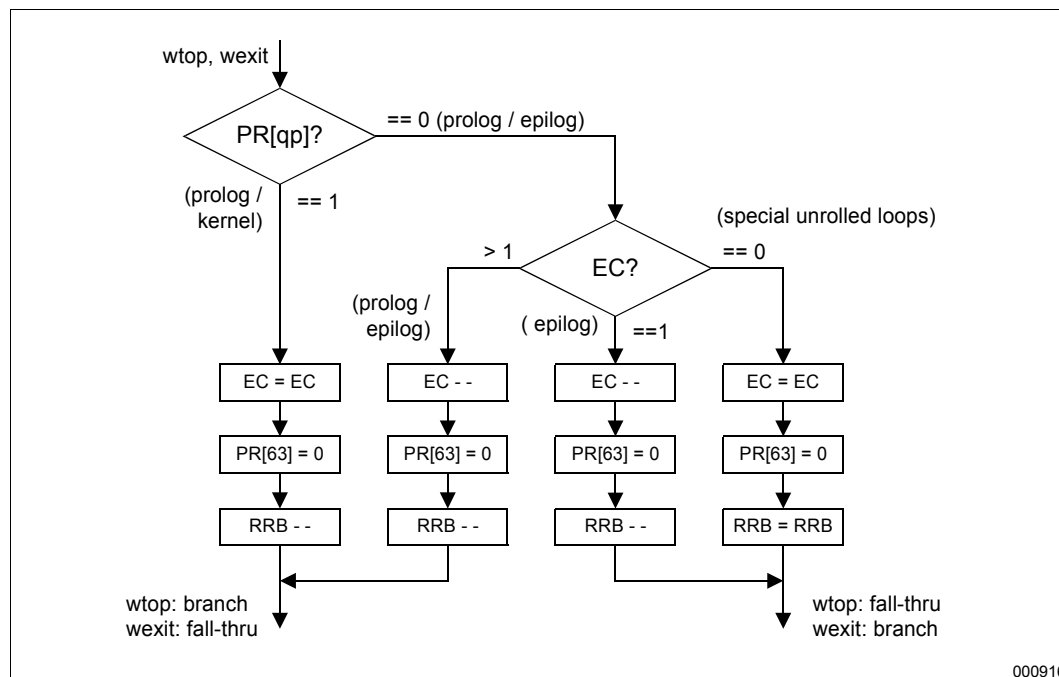 wtop, wexit
PR[qp]?
== 0 (prolog / epilog)
(prolog /
kernel)
== 1
(special unrolled loops)
> 1
EC?
== 0
(prolog /
epilog)
( epilog)
==1
EC = EC
EC - -
EC - -
EC = EC
PR[63] = 0
PR[63] = 0
PR[63] = 0
PR[63] = 0
RRB - -
RRB - -
RRB - -
RRB = RRB
wtop: branch
wexit: fall-thru
wtop: fall-thru
wexit: branch
000916